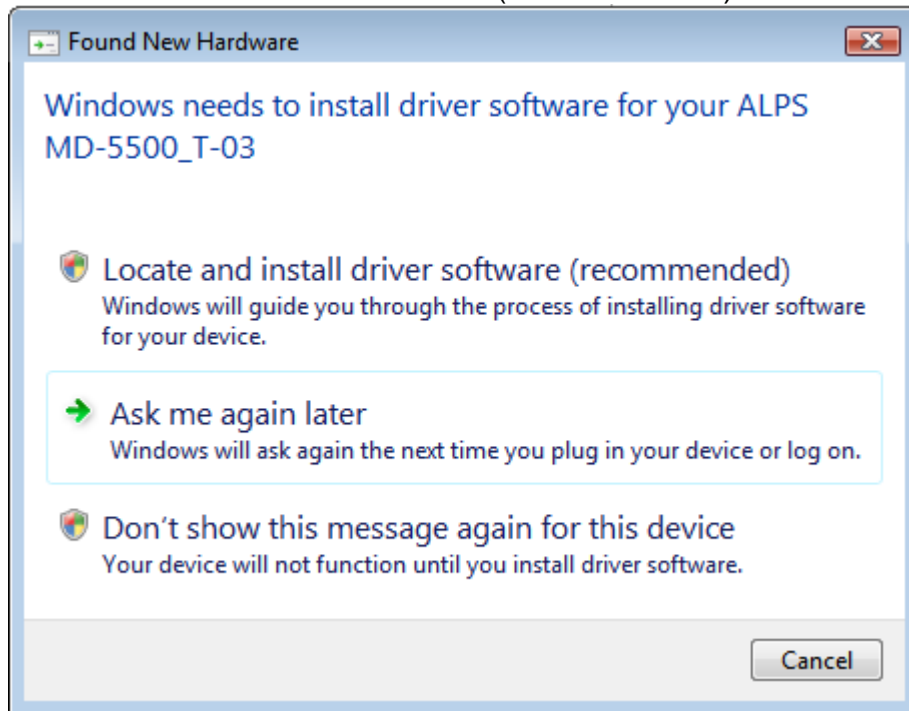 Found New Hardware
Windows needs to install driver software for your ALPS
MD-5500_T-03
Locate and install driver software (recommended)
Windows will guide you through the process of installing driver software
for your device.
Ask me again later
Windows will ask again the next time you plug in your device or log on.
Don't show this message again for this device
Your device will not function until you install driver software.
Cancel